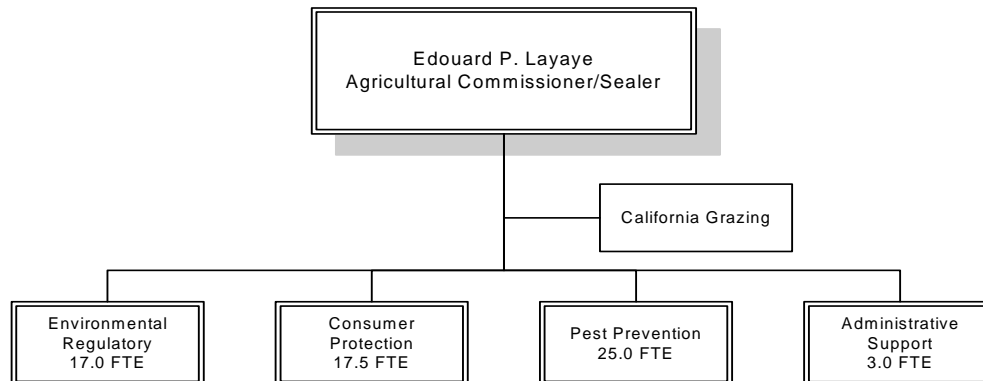 Edouard P. Layaye
Agricultural Commissioner/Sealer
California Grazing
Environmental
Regulatory
17.0 FTE
Consumer
Protection
17.5 FTE
Pest Prevention
25.0 FTE
Administrative
Support
3.0 FTE